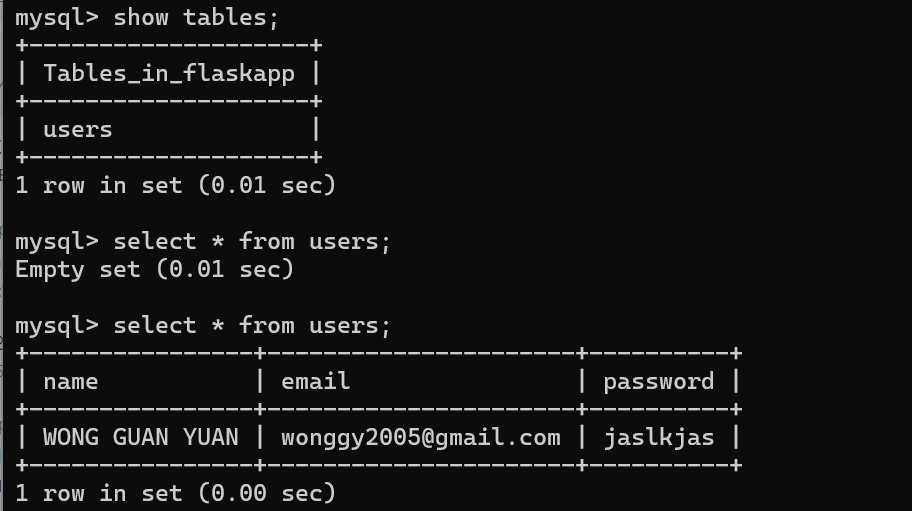 mysql> show tables;
+--------------------+
| Tables_in_flaskapp |
+--------------------+
| users              |
+--------------------+
1 row in set (0.01 sec)

mysql> select * from users;
Empty set (0.01 sec)

mysql> select * from users;
+----------------+----------------------+----------+
| name           | email                | password |
+----------------+----------------------+----------+
| WONG GUAN YUAN | wonggy2005@gmail.com | jaslkjas |
+----------------+----------------------+----------+
1 row in set (0.00 sec)